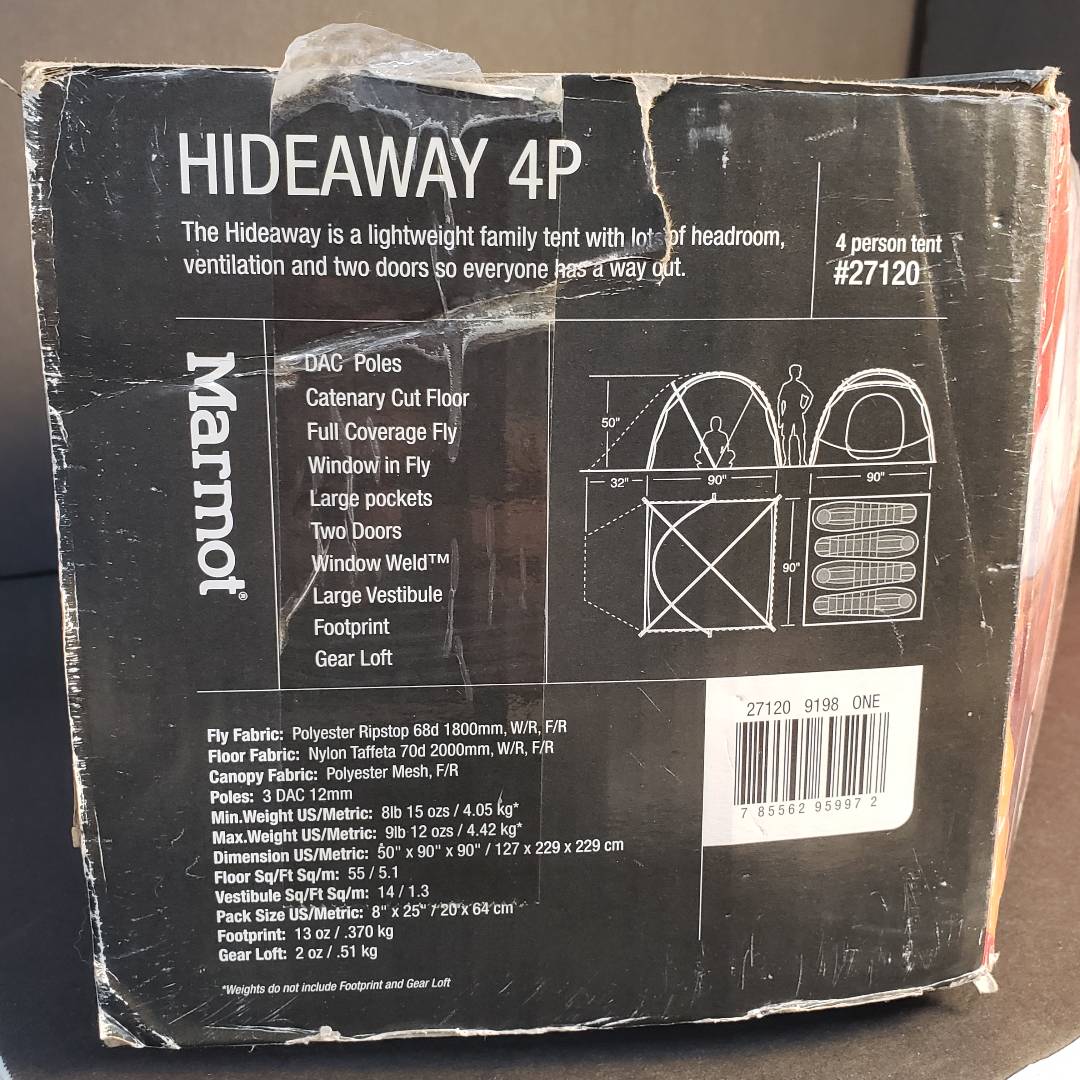 HIDEAWAY 4P
The Hideaway is a lightweight family tent with lots of headroom,
ventilation and two doors so everyone has a way out.
4 person tent
#27120
Marmot®
DAC Poles
Catenary Cut Floor
Full Coverage Fly
Window in Fly
Large pockets
Two Doors
Window Weld™
Large Vestibule
Footprint
Gear Loft
50"
32"
90"
90"
90"
Fly Fabric: Polyester Ripstop 68d 1800mm, W/R, F/R
Floor Fabric: Nylon Taffeta 70d 2000mm, W/R, F/R
Canopy Fabric: Polyester Mesh, F/R
Poles: 3 DAC 12mm
Min.Weight US/Metric: 8lb 15 ozs / 4.05 kg*
Max.Weight US/Metric: 9lb 12 ozs / 4.42 kg*
Dimension US/Metric: 50" x 90" x 90" / 127 x 229 x 229 cm
Floor Sq/Ft Sq/m: 55 / 5.1
Vestibule Sq/Ft Sq/m: 14 / 1.3
Pack Size US/Metric: 8" x 25" / 20 x 64 cm
Footprint: 13 oz / .370 kg
Gear Loft: 2 oz / .51 kg
*Weights do not include Footprint and Gear Loft
27120 9198 ONE
7 85562 95997 2